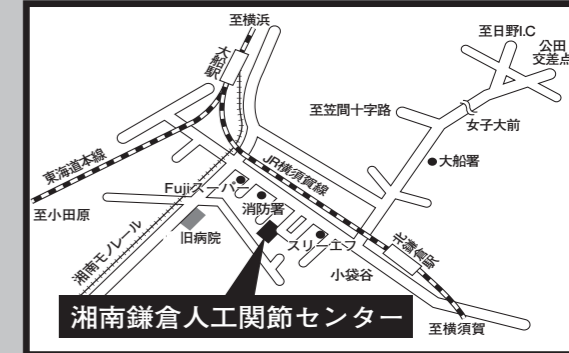 至横浜
至日野I.C
公田
交差点
大船駅
至笠間十字路
女子大前
東海道本線
JR横須賀線
大船署
Fujiスーパー
消防署
至小田原
旧病院
スリーエフ
北鎌倉駅
湘南モノレール
小袋谷
湘南鎌倉人工関節センター
至横須賀